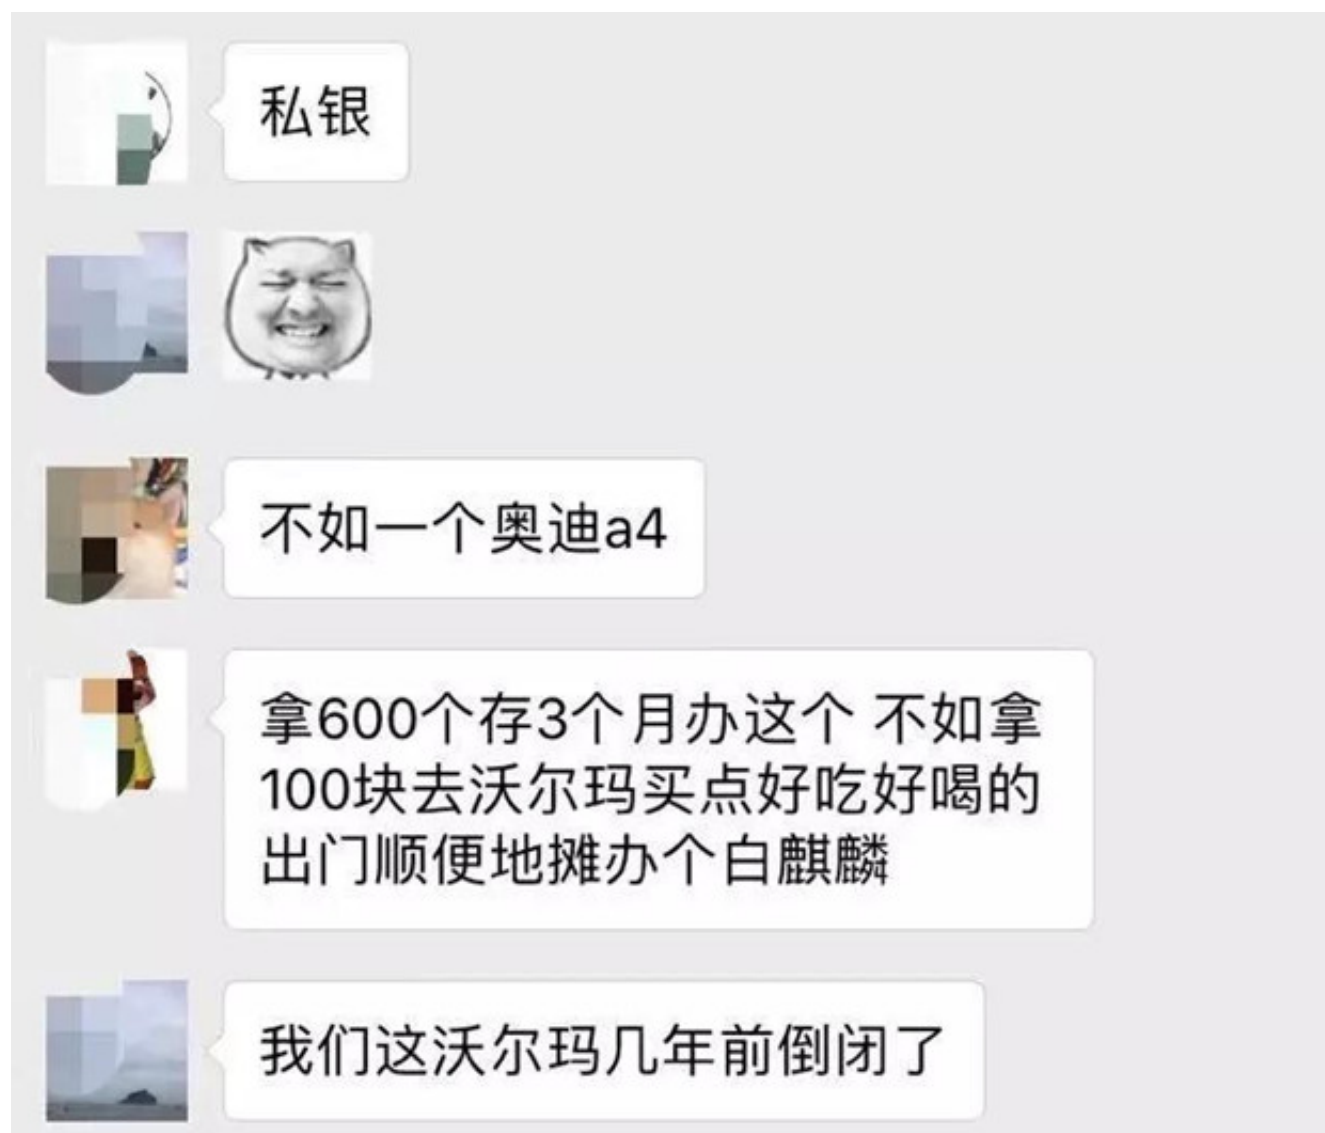 私银
不如一个奥迪a4
拿600个存3个月办这个 不如拿
100块去沃尔玛买点好吃好喝的
出门顺便地摊办个白麒麟
我们这沃尔玛几年前倒闭了